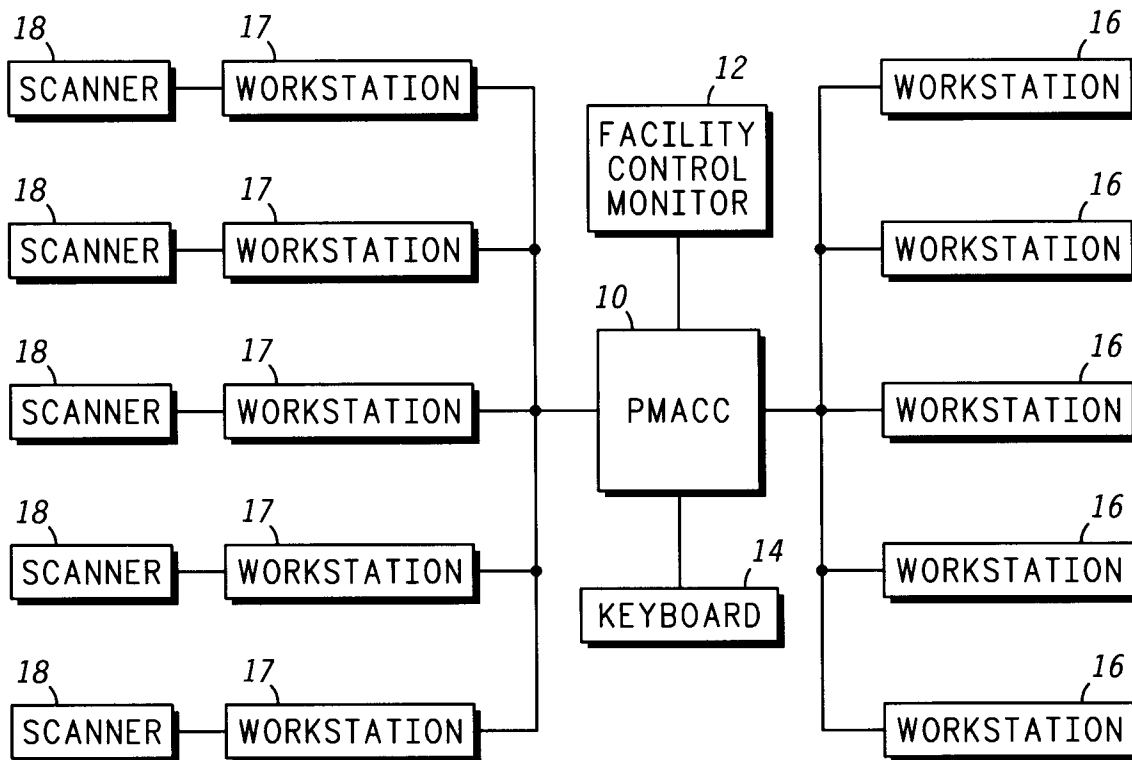 18
17
16
SCANNER
WORKSTATION
WORKSTATION
12
FACILITY
CONTROL
MONITOR
18
17
16
SCANNER
WORKSTATION
WORKSTATION
18
17
10
16
SCANNER
WORKSTATION
PMACC
WORKSTATION
18
17
16
SCANNER
WORKSTATION
WORKSTATION
14
KEYBOARD
18
17
16
SCANNER
WORKSTATION
WORKSTATION